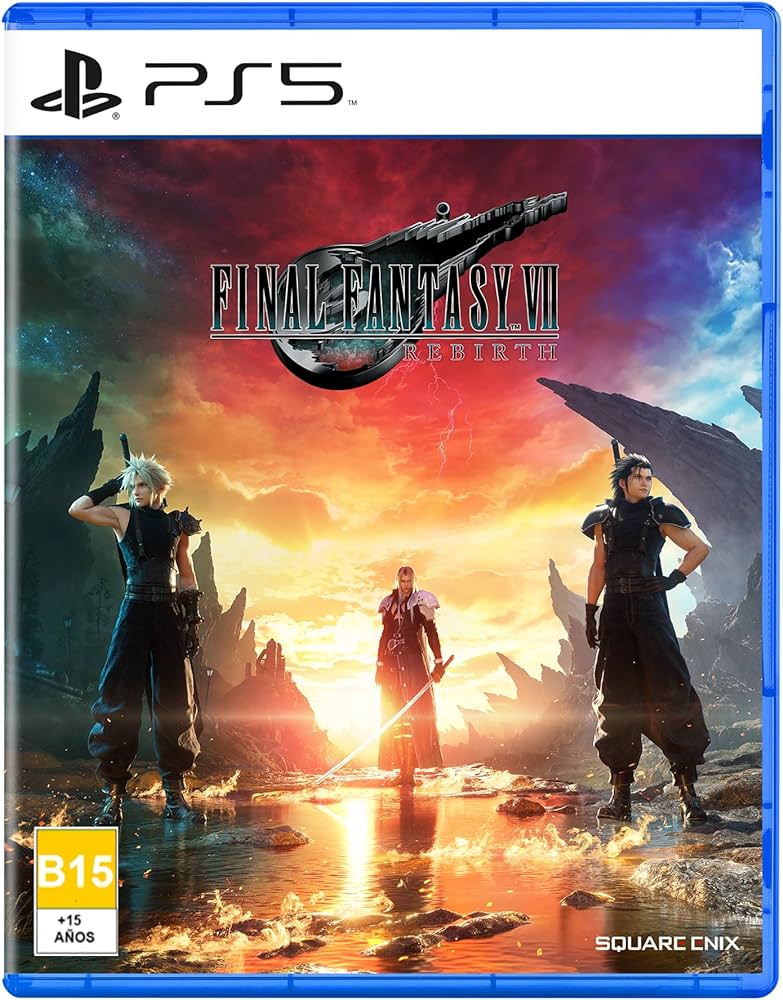 PS5
FINAL FANTASY VII
REBIRTH
B15
+15
AÑOS
SQUARE ENIX